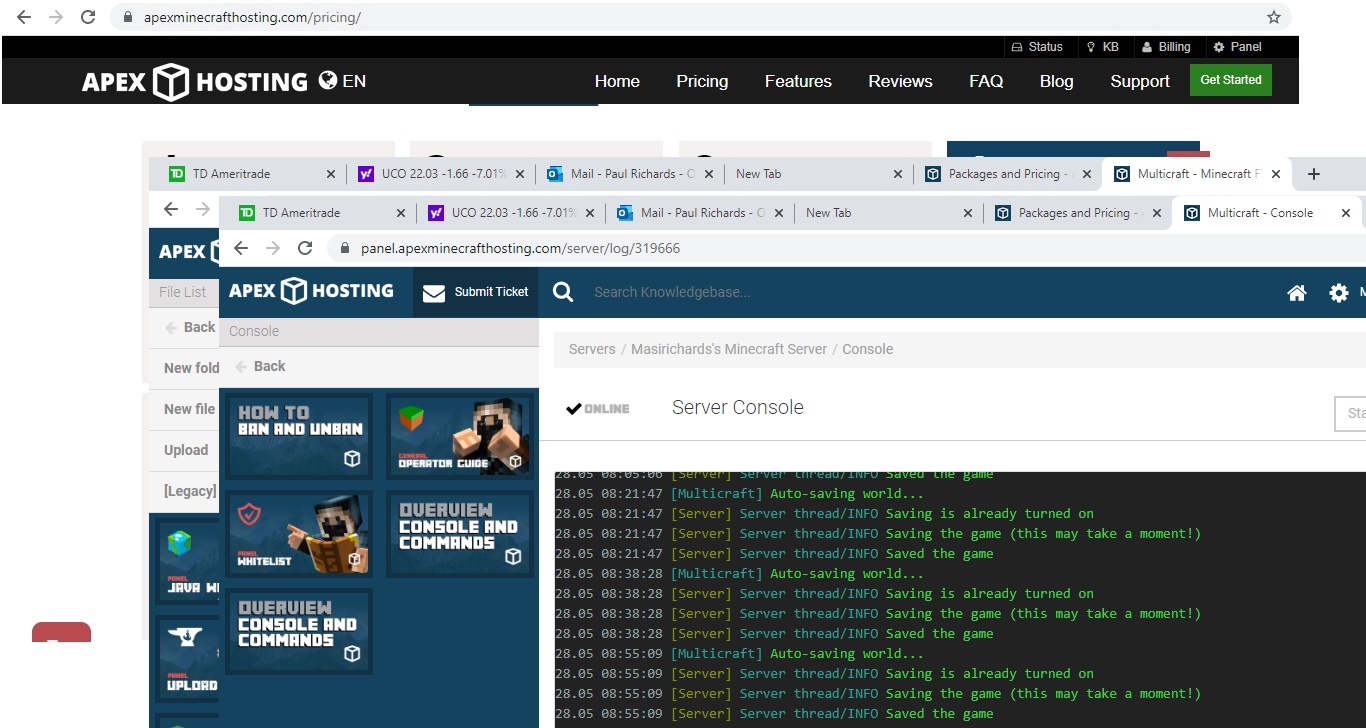 apexminecrafthosting.com/pricing/
Status KB Billing Panel
APEX HOSTING EN Home Pricing Features Reviews FAQ Blog Support Get Started
TD Ameritrade UCO 22.03 -1.66 -7.01% Mail - Paul Richards - O New Tab Packages and Pricing - Multicraft - Minecraft F
TD Ameritrade UCO 22.03 -1.66 -7.01% Mail - Paul Richards - O New Tab Packages and Pricing - Multicraft - Console
panel.apexminecrafthosting.com/server/log/319666
APEX
File List
Back
New fold
New file
Upload
[Legacy]
PANEL
JAVA
PANEL
UPLOAD
APEX HOSTING Submit Ticket Search Knowledgebase... M
Console
Back
HOW TO
BAN AND UNBAN
GENERAL
OPERATOR GUIDE
PANEL
WHITELIST
OVERVIEW
CONSOLE AND
COMMANDS
OVERVIEW
CONSOLE AND
COMMANDS
Servers / Masirichards's Minecraft Server / Console
ONLINE Server Console Sta
28.05 08:05:06 [Server] Server thread/INFO Saved the game
28.05 08:21:47 [Multicraft] Auto-saving world...
28.05 08:21:47 [Server] Server thread/INFO Saving is already turned on
28.05 08:21:47 [Server] Server thread/INFO Saving the game (this may take a moment!)
28.05 08:21:47 [Server] Server thread/INFO Saved the game
28.05 08:38:28 [Multicraft] Auto-saving world...
28.05 08:38:28 [Server] Server thread/INFO Saving is already turned on
28.05 08:38:28 [Server] Server thread/INFO Saving the game (this may take a moment!)
28.05 08:38:28 [Server] Server thread/INFO Saved the game
28.05 08:55:09 [Multicraft] Auto-saving world...
28.05 08:55:09 [Server] Server thread/INFO Saving is already turned on
28.05 08:55:09 [Server] Server thread/INFO Saving the game (this may take a moment!)
28.05 08:55:09 [Server] Server thread/INFO Saved the game